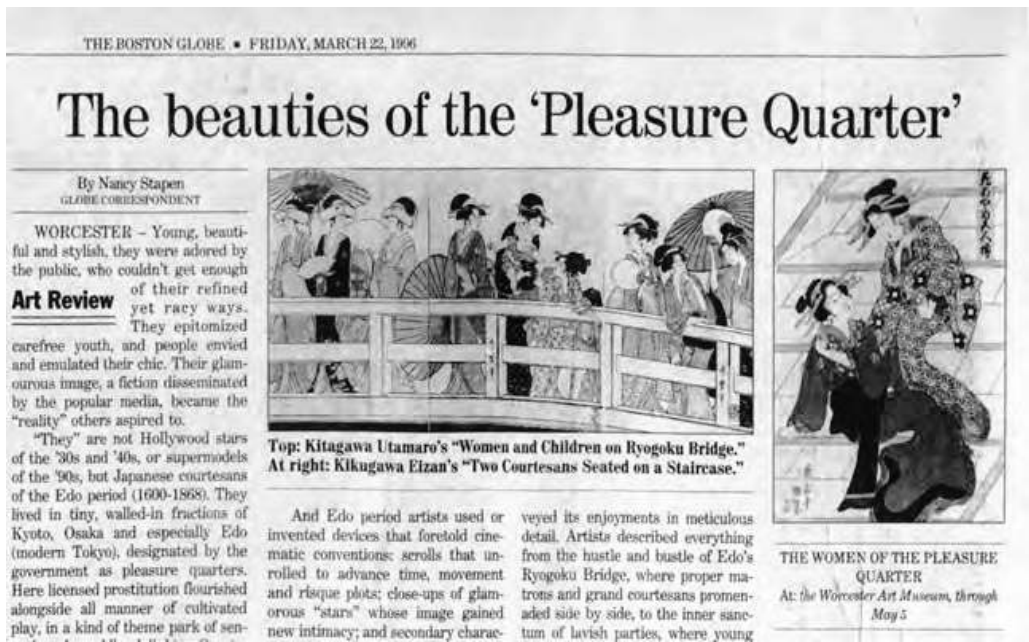 THE BOSTON GLOBE • FRIDAY, MARCH 22, 1996
The beauties of the ‘Pleasure Quarter’
By Nancy Stapen
GLOBE CORRESPONDENT
WORCESTER – Young, beauti-
ful and stylish, they were adored by
the public, who couldn't get enough
Art Review
of their refined
yet racy ways.
They epitomized
carefree youth, and people envied
and emulated their chic. Their glam-
ourous image, a fiction disseminated
by the popular media, became the
“reality” others aspired to.
“They” are not Hollywood stars
of the ’30s and ’40s, or supermodels
of the ’90s, but Japanese courtesans
of the Edo period (1600-1868). They
lived in tiny, walled-in fractions of
Kyoto, Osaka and especially Edo
(modern Tokyo), designated by the
government as pleasure quarters.
Here licensed prostitution flourished
alongside all manner of cultivated
play, in a kind of theme park of sen-
Top: Kitagawa Utamaro's “Women and Children on Ryogoku Bridge.”
At right: Kikugawa Eizan's “Two Courtesans Seated on a Staircase.”
And Edo period artists used or
invented devices that foretold cine-
matic conventions: scrolls that un-
rolled to advance time, movement
and risque plots; close-ups of glam-
orous “stars” whose image gained
new intimacy; and secondary charac-
veyed its enjoyments in meticulous
detail. Artists described everything
from the hustle and bustle of Edo's
Ryogoku Bridge, where proper ma-
trons and grand courtesans promen-
aded side by side, to the inner sanc-
tum of lavish parties, where young
THE WOMEN OF THE PLEASURE
QUARTER
At: the Worcester Art Museum, through
May 5